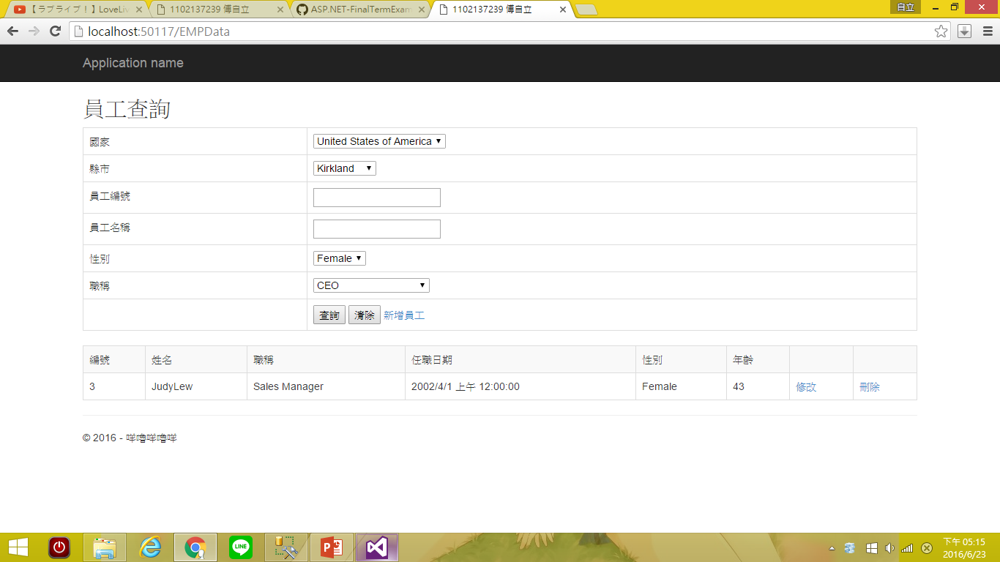 【ラブライブ！】LoveLiv
1102137239 傅自立
ASP.NET-FinalTermExam
1102137239 傅自立
自立
localhost:50117/EMPData
Application name
員工查詢
國家 United States of America
縣市 Kirkland
員工編號
員工名稱
性別 Female
職稱 CEO
查詢 清除 新增員工
編號 姓名 職稱 任職日期 性別 年齡
3 JudyLew Sales Manager 2002/4/1 上午 12:00:00 Female 43 修改 刪除
© 2016 - 咩嚕咩嚕咩
LINE
下午 05:15
2016/6/23